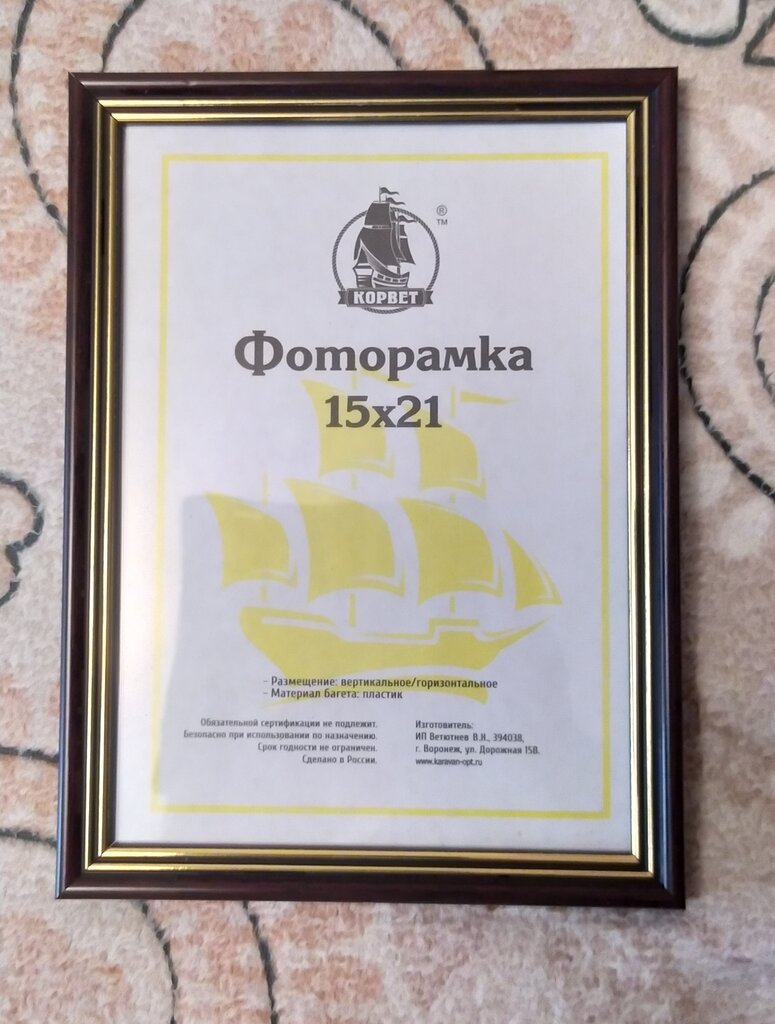 ®
TM
КОРВЕТ
Фоторамка
15x21
- Размещение: вертикальное/горизонтальное
- Материал багета: пластик
Обязательной сертификации не подлежит.
Безопасно при использовании по назначению.
Срок годности не ограничен.
Сделано в России.
Изготовитель:
ИП Ветютнев В.Н., 394038,
г. Воронеж, ул. Дорожная 15В.
www.karavan-opt.ru